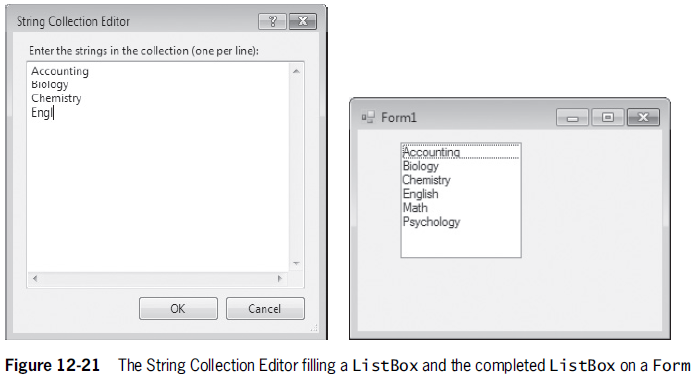 String Collection Editor
Enter the strings in the collection (one per line):
Accounting
Biology
Chemistry
Engl
OK
Cancel
Form1
Accounting
Biology
Chemistry
English
Math
Psychology
Figure 12-21 The String Collection Editor filling a ListBox and the completed ListBox on a Form